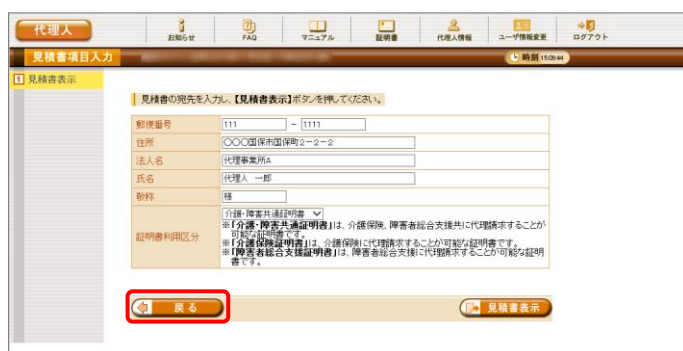 代理人
お知らせ
FAQ
マニュアル
証明書
代理人情報
ユーザ情報変更
ログアウト
見積書項目入力
時刻 15:09:44
1 見積書表示
見積書の宛先を入力し、【見積書表示】ボタンを押してください。
郵便番号 111 － 1111
住所 〇〇〇国保市国保町２－２－２
法人名 代理事業所A
氏名 代理人 一郎
敬称 様
証明書利用区分 介護・障害共通証明書
※「介護・障害共通証明書」は、介護保険、障害者総合支援共に代理請求することが
可能な証明書です。
※「介護保険証明書」は、介護保険に代理請求することが可能な証明書です。
※「障害者総合支援証明書」は、障害者総合支援に代理請求することが可能な証明
書です。
戻る
見積書表示